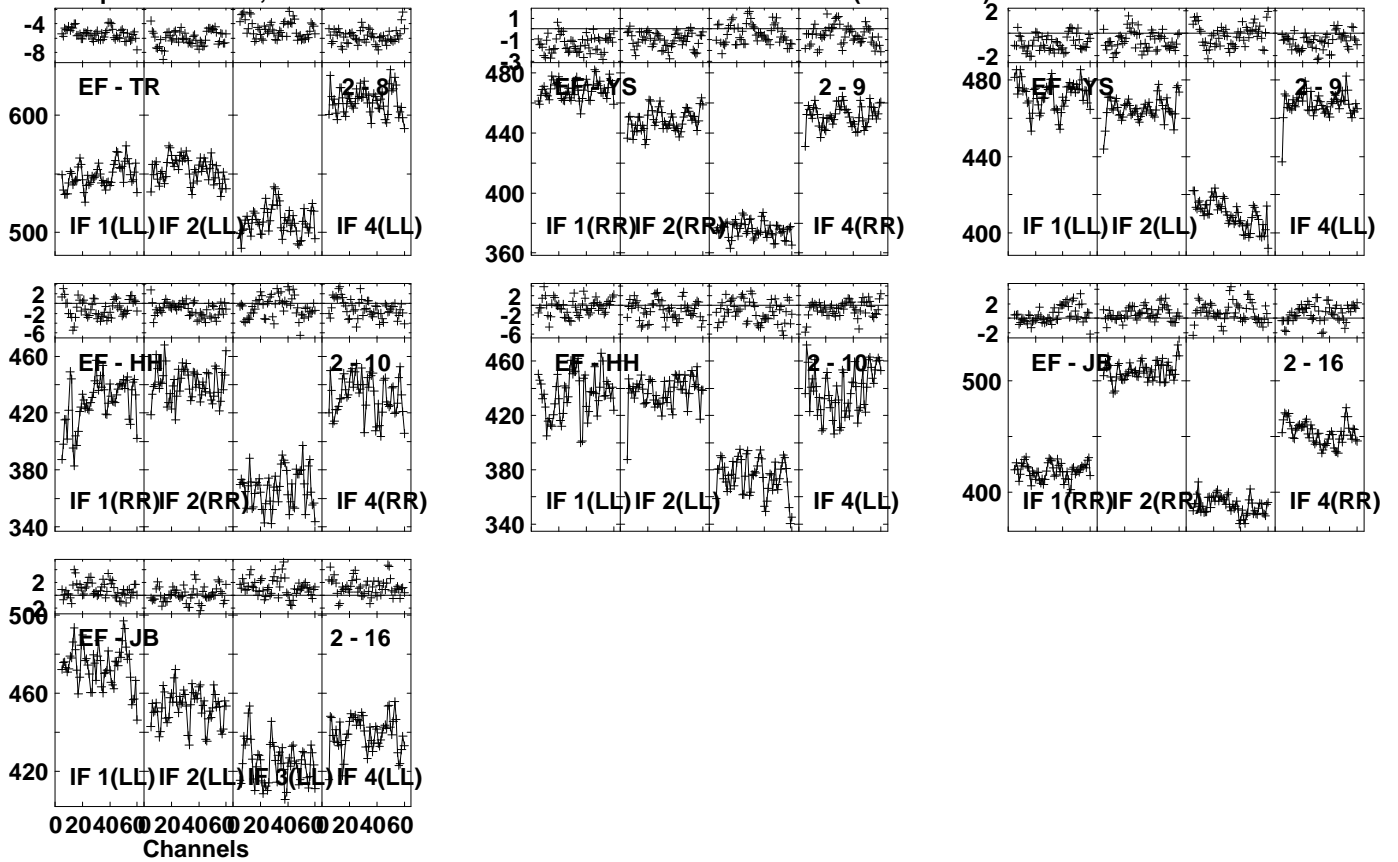 -4
-8
EF - TR
2 - 8
600
500
IF 1(LL) IF 2(LL) IF 4(LL)
1
-1
-3
480
EF - YS
2 - 9
440
400
360
IF 1(RR) IF 2(RR) IF 4(RR)
2
-2
480
EF - YS
2 - 9
440
400
IF 1(LL) IF 2(LL) IF 4(LL)
2
-2
-6
460
EF - HH
2 - 10
420
380
340
IF 1(RR) IF 2(RR) IF 4(RR)
2
-2
-6
460
EF - HH
2 - 10
420
380
340
IF 1(LL) IF 2(LL) IF 4(LL)
2
-2
EF - JB
2 - 16
500
400
IF 1(RR) IF 2(RR) IF 4(RR)
2
500
EF - JB
2 - 16
460
420
IF 1(LL) IF 2(LL) IF 3(LL) IF 4(LL)
0 20 40 60 0 20 40 60 0 20 40 60 0 20 40 60
Channels